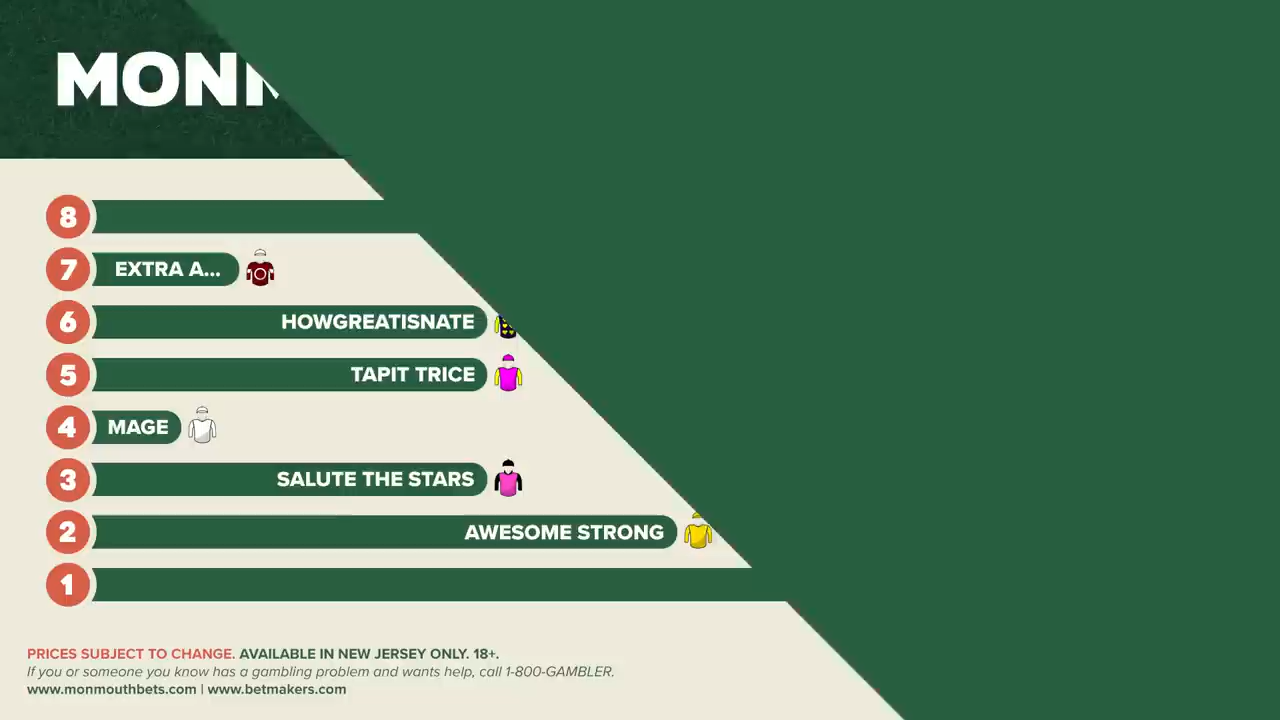 MON
8
7 EXTRA A...
6 HOWGREATISNATE
5 TAPIT TRICE
4 MAGE
3 SALUTE THE STARS
2 AWESOME STRONG
1
PRICES SUBJECT TO CHANGE. AVAILABLE IN NEW JERSEY ONLY. 18+.
If you or someone you know has a gambling problem and wants help, call 1-800-GAMBLER.
www.monmouthbets.com | www.betmakers.com